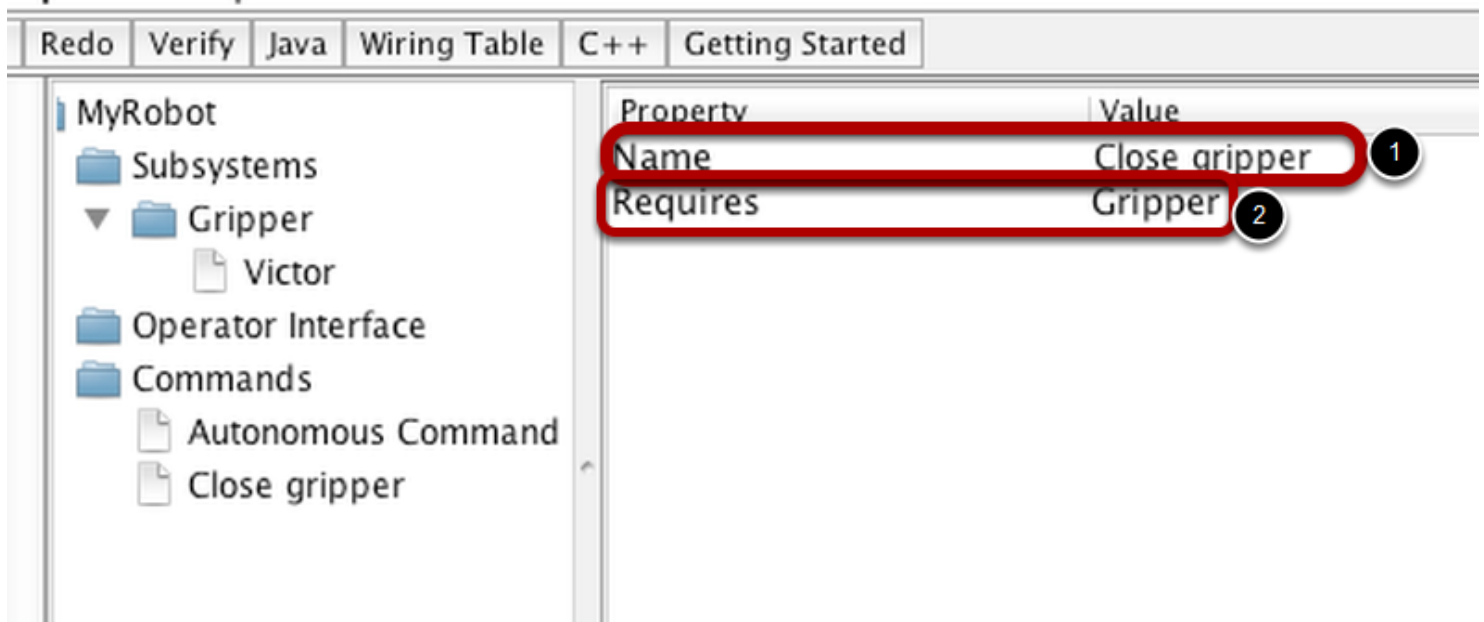 Redo Verify Java Wiring Table C++ Getting Started
MyRobot
Subsystems
Gripper
Victor
Operator Interface
Commands
Autonomous Command
Close gripper
Property Value
Name Close gripper 1
Requires Gripper 2